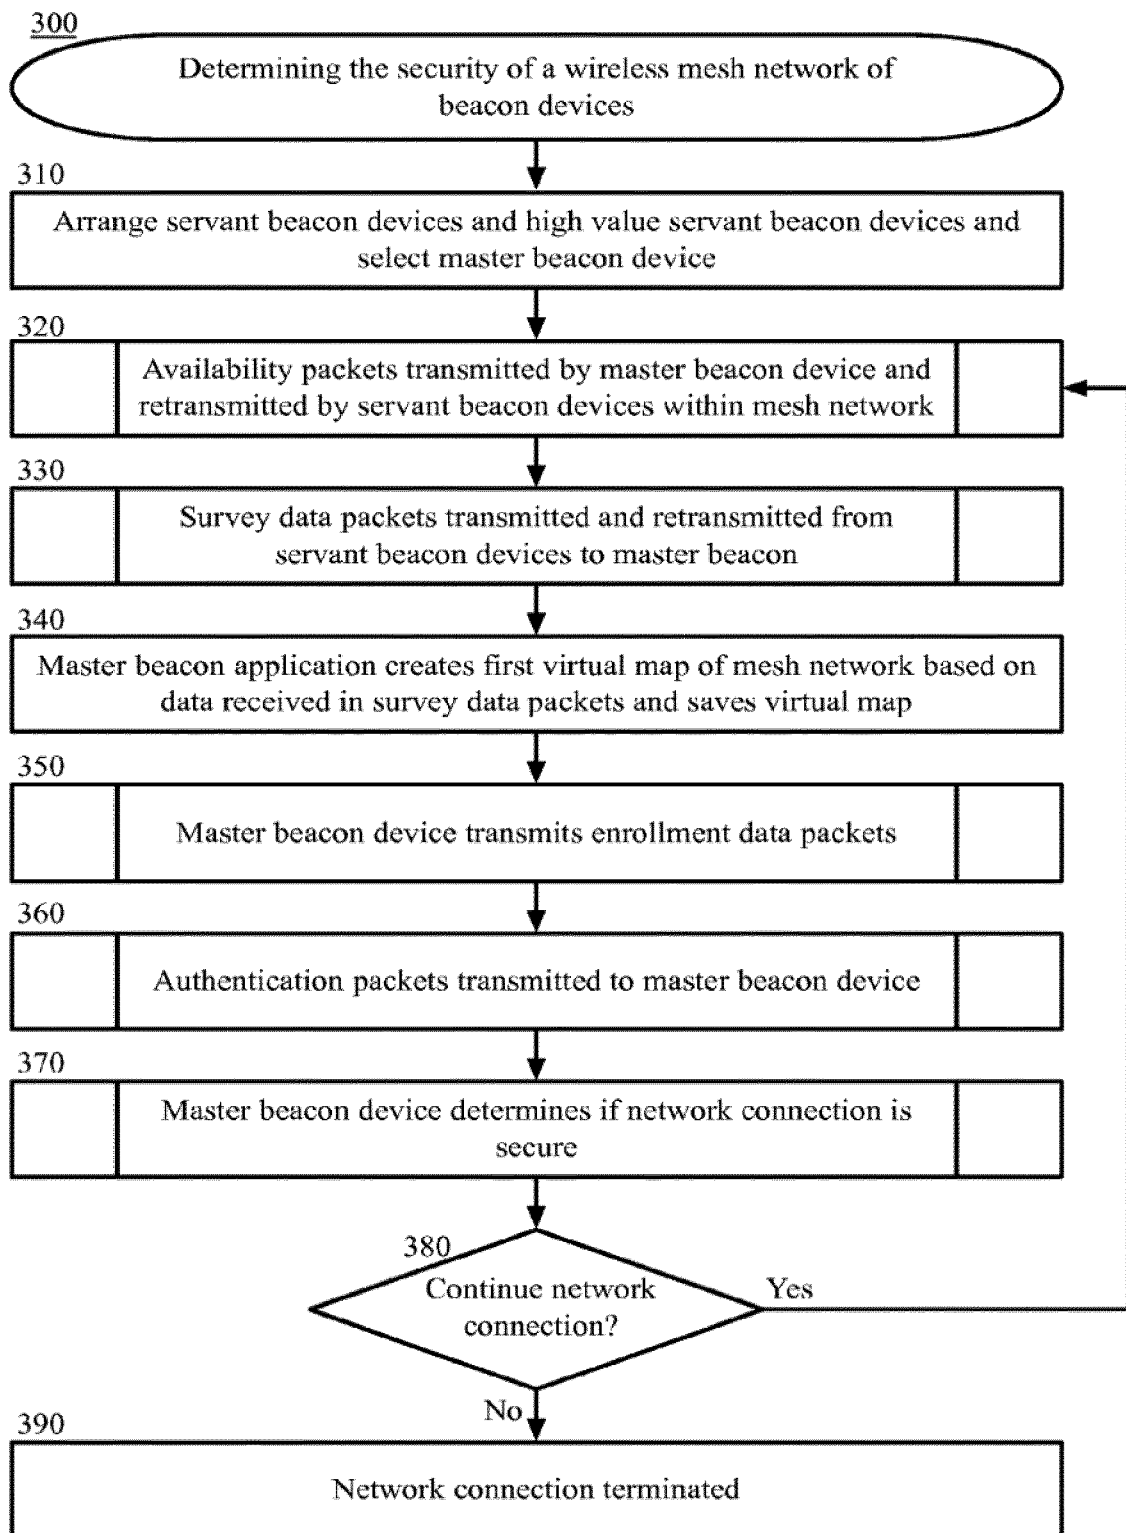 300
Determining the security of a wireless mesh network of
beacon devices
310
Arrange servant beacon devices and high value servant beacon devices and
select master beacon device
320
Availability packets transmitted by master beacon device and
retransmitted by servant beacon devices within mesh network
330
Survey data packets transmitted and retransmitted from
servant beacon devices to master beacon
340
Master beacon application creates first virtual map of mesh network based on
data received in survey data packets and saves virtual map
350
Master beacon device transmits enrollment data packets
360
Authentication packets transmitted to master beacon device
370
Master beacon device determines if network connection is
secure
380
Continue network
connection?
Yes
No
390
Network connection terminated